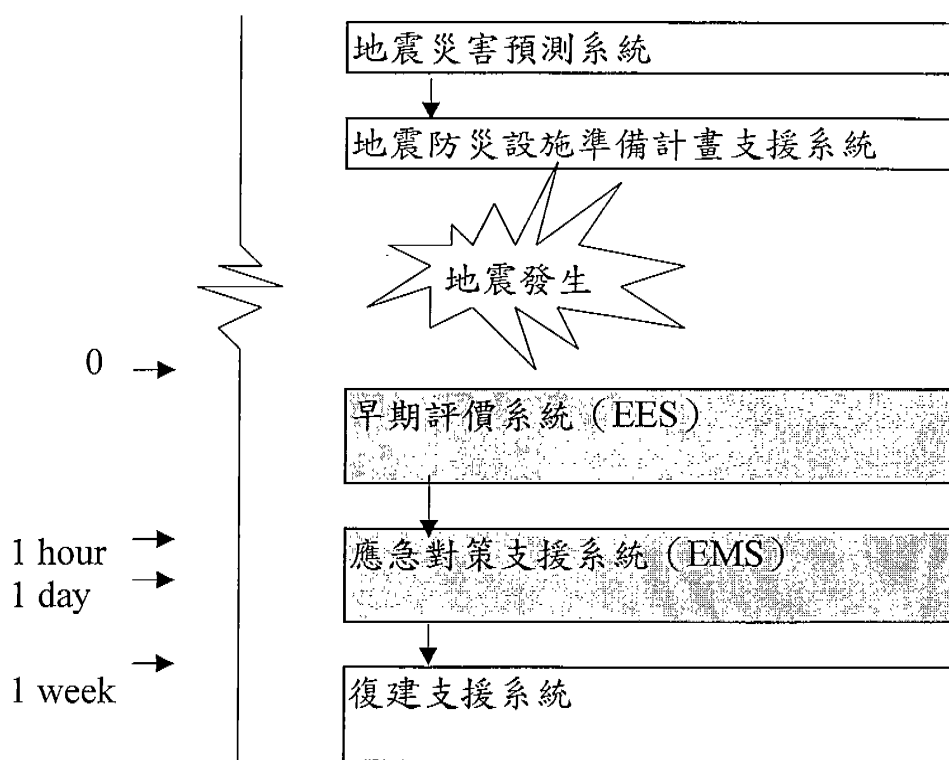 地震災害預測系統
地震防災設施準備計畫支援系統
地震發生
0
早期評價系統（EES）
1 hour
應急對策支援系統（EMS）
1 day
1 week
復建支援系統